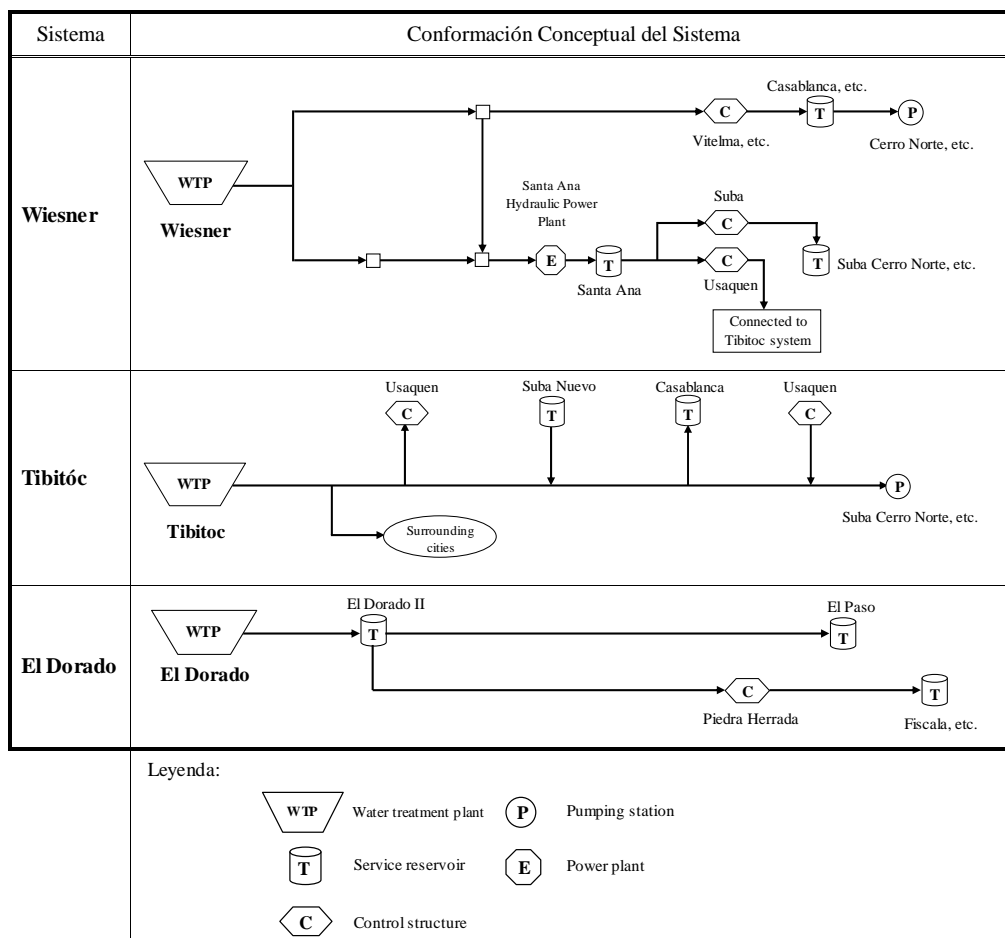 Sistema
Conformación Conceptual del Sistema
Wiesner
WTP
Wiesner
Casablanca, etc.
C
T
P
Vitelma, etc.
Cerro Norte, etc.
Santa Ana
Hydraulic Power
Plant
E
T
Santa Ana
Suba
C
C
Usaquen
T
Suba Cerro Norte, etc.
Connected to
Tibitoc system
Tibitóc
WTP
Tibitoc
Usaquen
C
Suba Nuevo
T
Casablanca
T
Usaquen
C
P
Suba Cerro Norte, etc.
Surrounding
cities
El Dorado
WTP
El Dorado
El Dorado II
T
El Paso
T
C
Piedra Herrada
T
Fiscala, etc.
Leyenda:
WTP
Water treatment plant
P
Pumping station
T
Service reservoir
E
Power plant
C
Control structure